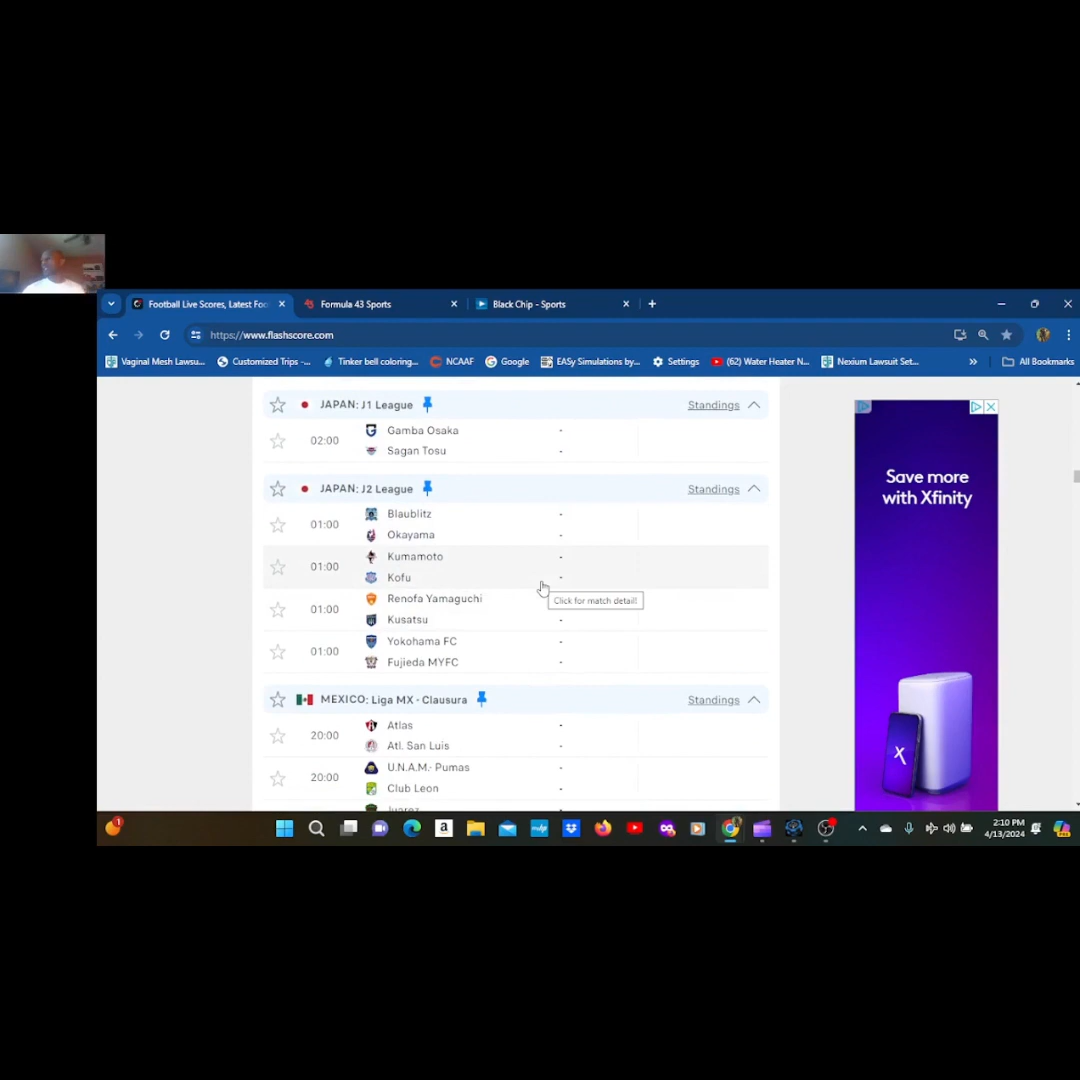 Football Live Scores, Latest Foo
Formula 43 Sports
Black Chip - Sports
https://www.flashscore.com
Vaginal Mesh Lawsu...
Customized Trips -...
Tinker bell coloring...
NCAAF
Google
EASy Simulations by...
Settings
(62) Water Heater N...
Nexium Lawsuit Set...
»
All Bookmarks
JAPAN: J1 League
Standings
02:00
Gamba Osaka
-
Sagan Tosu
-
JAPAN: J2 League
Standings
01:00
Blaublitz
-
Okayama
-
01:00
Kumamoto
-
Kofu
-
01:00
Renofa Yamaguchi
Click for match detail!
Kusatsu
-
01:00
Yokohama FC
-
Fujieda MYFC
-
MEXICO: Liga MX - Clausura
Standings
20:00
Atlas
-
Atl. San Luis
-
20:00
U.N.A.M.- Pumas
-
Club Leon
-
Juarez
Save more
with Xfinity
X
2:10 PM
4/13/2024